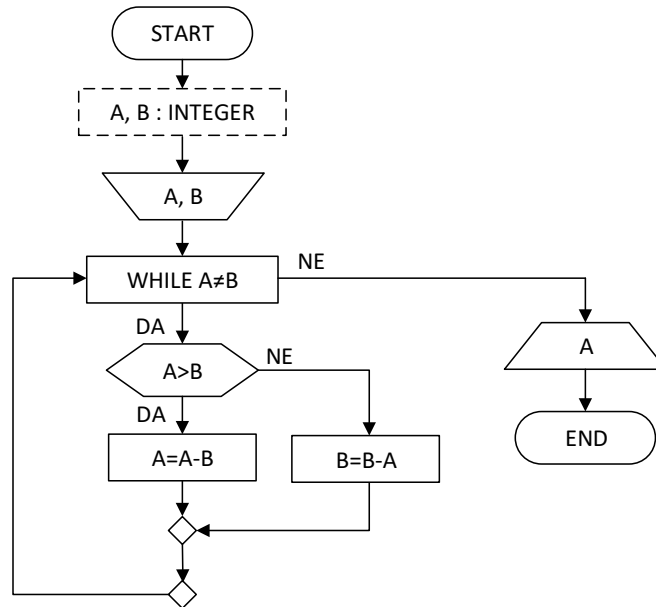 START
A, B : INTEGER
A, B
WHILE A≠B
NE
DA
A>B
NE
A
DA
A=A-B
B=B-A
END